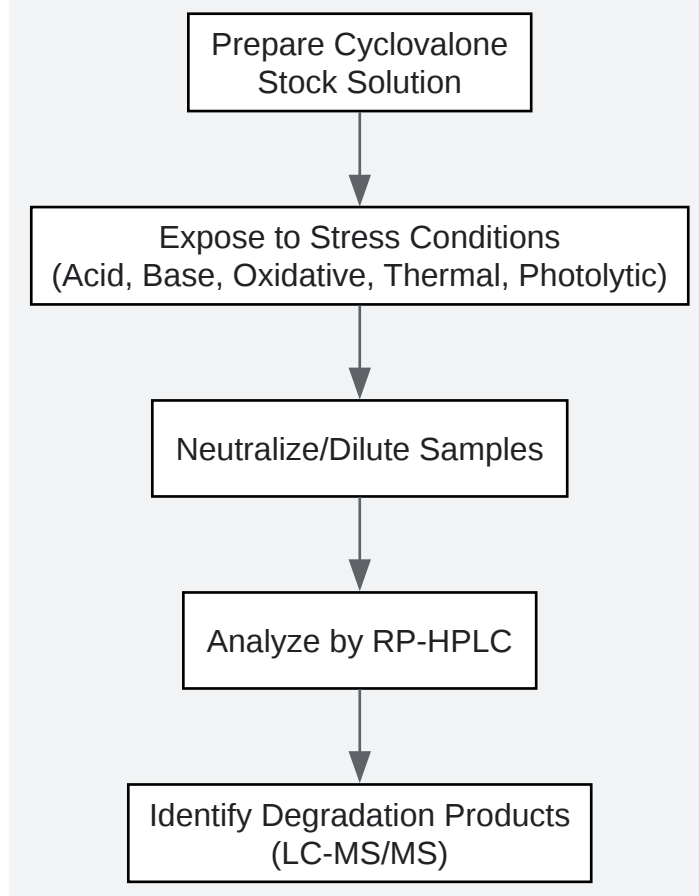 Prepare Cyclovalone
Stock Solution
Expose to Stress Conditions
(Acid, Base, Oxidative, Thermal, Photolytic)
Neutralize/Dilute Samples
Analyze by RP-HPLC
Identify Degradation Products
(LC-MS/MS)